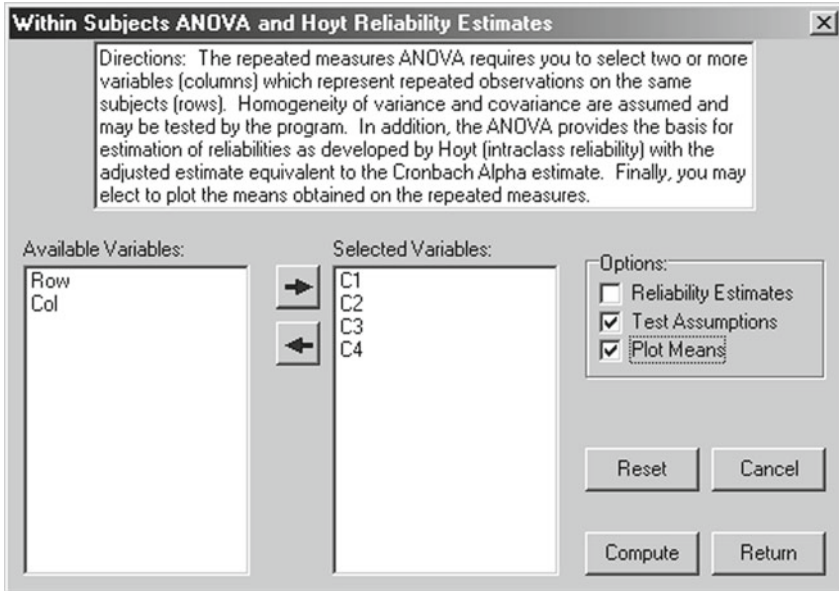 Within Subjects ANOVA and Hoyt Reliability Estimates
Directions: The repeated measures ANOVA requires you to select two or more
variables (columns) which represent repeated observations on the same
subjects (rows). Homogeneity of variance and covariance are assumed and
may be tested by the program. In addition, the ANOVA provides the basis for
estimation of reliabilities as developed by Hoyt (intraclass reliability) with the
adjusted estimate equivalent to the Cronbach Alpha estimate. Finally, you may
elect to plot the means obtained on the repeated measures.
Available Variables:
Row
Col
Selected Variables:
C1
C2
C3
C4
Options:
Reliability Estimates
Test Assumptions
Plot Means
Reset
Cancel
Compute
Return